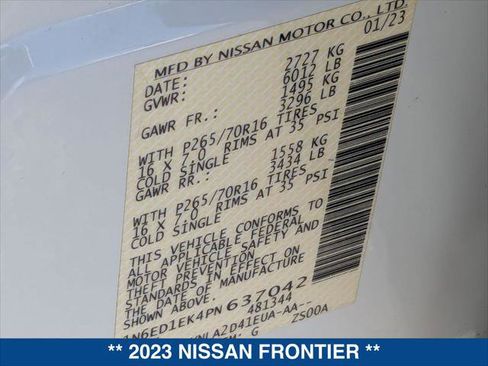 MFD BY NISSAN MOTOR CO., LTD.
DATE: 01/23
GVWR: 2727 KG
6012 LB
GAWR FR: 1495 KG
3296 LB
WITH P265/70R16 TIRES
16 X 7.0 RIMS AT 35 PSI
COLD SINGLE
GAWR RR: 1558 KG
3434 LB
WITH P265/70R16 TIRES
16 X 7.0 RIMS AT 35 PSI
COLD SINGLE
THIS VEHICLE CONFORMS TO
ALL APPLICABLE FEDERAL
MOTOR VEHICLE SAFETY AND
THEFT PREVENTION
STANDARDS IN EFFECT ON
THE DATE OF MANUFACTURE
SHOWN ABOVE.
1N6ED1EK4PN 637042
481344
ZS00A
** 2023 NISSAN FRONTIER **